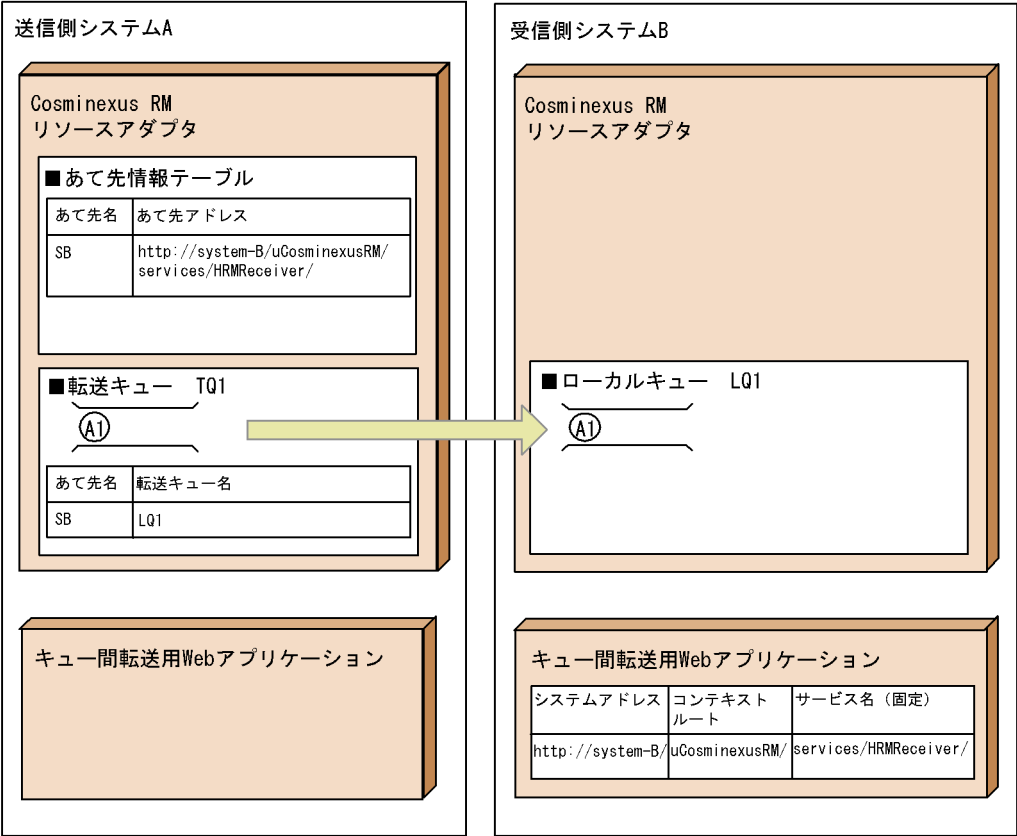 送信側システムA
Cosminexus RM
リソースアダプタ
■あて先情報テーブル
あて先名 あて先アドレス
SB http://system-B/uCosminexusRM/
services/HRMReceiver/
■転送キュー TQ1
A1
あて先名 転送キュー名
SB LQ1
キュー間転送用Webアプリケーション
受信側システムB
Cosminexus RM
リソースアダプタ
■ローカルキュー LQ1
A1
キュー間転送用Webアプリケーション
システムアドレス コンテキスト サービス名（固定）
ルート
http://system-B/ uCosminexusRM/ services/HRMReceiver/